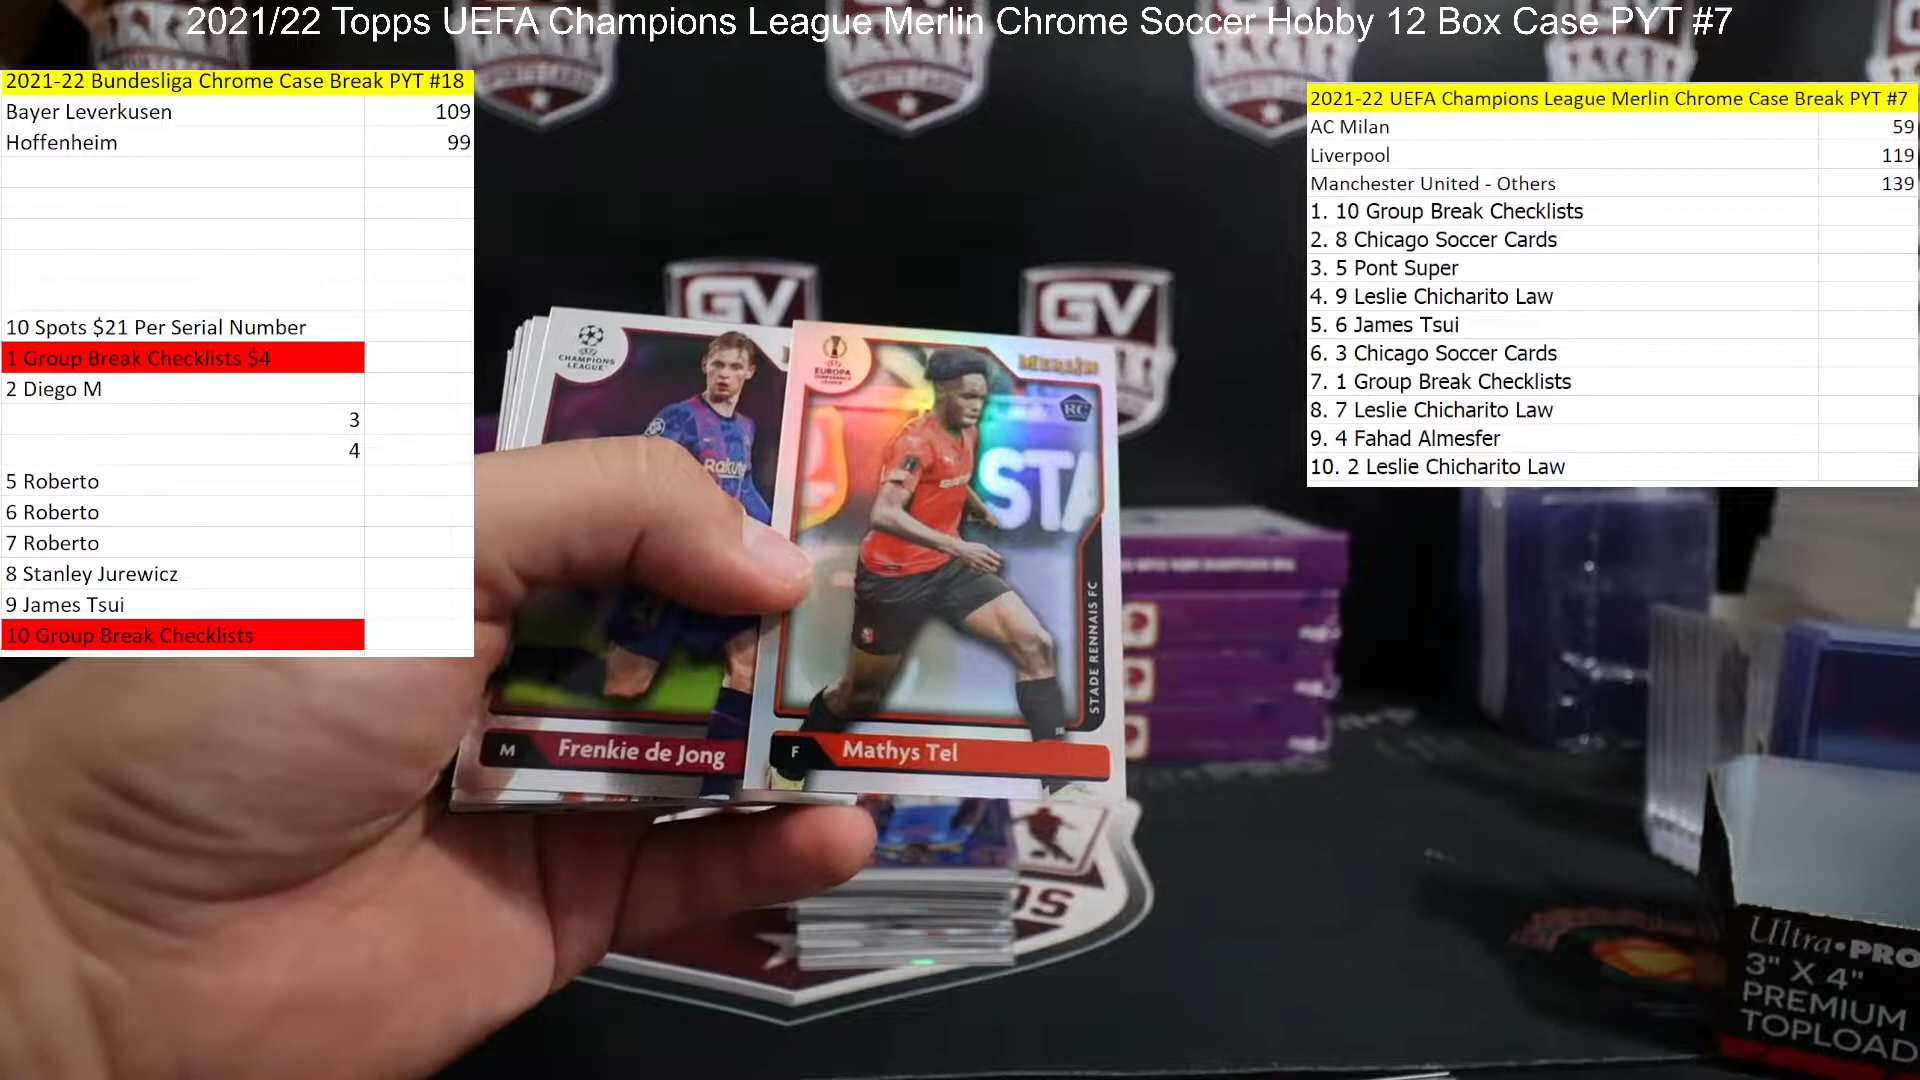 2021/22 Topps UEFA Champions League Merlin Chrome Soccer Hobby 12 Box Case PYT #7
2021-22 Bundesliga Chrome Case Break PYT #18
Bayer Leverkusen 109
Hoffenheim 99
10 Spots $21 Per Serial Number
1 Group Break Checklists $4
2 Diego M
3
4
5 Roberto
6 Roberto
7 Roberto
8 Stanley Jurewicz
9 James Tsui
10 Group Break Checklists
2021-22 UEFA Champions League Merlin Chrome Case Break PYT #7
AC Milan 59
Liverpool 119
Manchester United - Others 139
1. 10 Group Break Checklists
2. 8 Chicago Soccer Cards
3. 5 Pont Super
4. 9 Leslie Chicharito Law
5. 6 James Tsui
6. 3 Chicago Soccer Cards
7. 1 Group Break Checklists
8. 7 Leslie Chicharito Law
9. 4 Fahad Almesfer
10. 2 Leslie Chicharito Law
GV
GV
CHAMPIONS
LEAGUE
Rakute
M Frenkie de Jong
EUROPA
CONFERENCE
LEAGUE
MERLIN
RC
STA
STADE RENNAIS FC
F Mathys Tel
Ultra•PRO
3" X 4"
PREMIUM
TOPLOAD